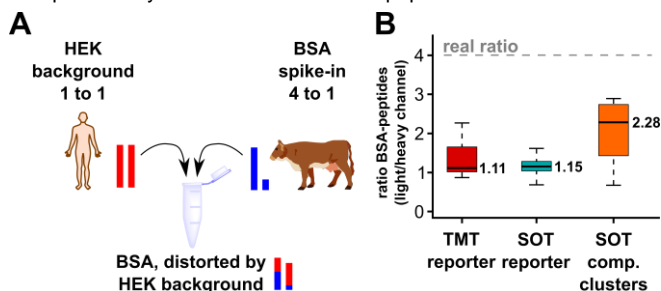 A
HEK
background
1 to 1
BSA
spike-in
4 to 1
BSA, distorted by
HEK background
B
real ratio
ratio BSA-peptides
(light/heavy channel)
4
3
2
1
0
1.11
1.15
2.28
TMT
reporter
SOT
reporter
SOT
comp.
clusters